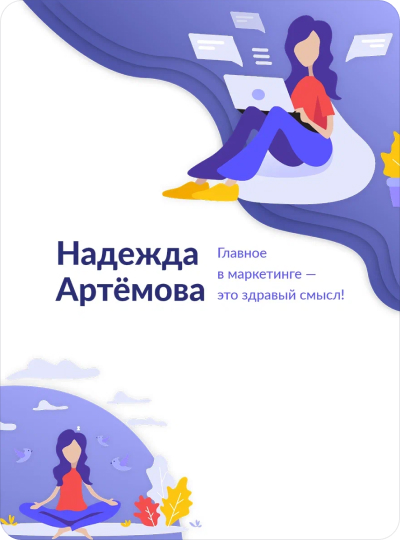 Надежда
Артёмова
Главное
в маркетинге —
это здравый смысл!